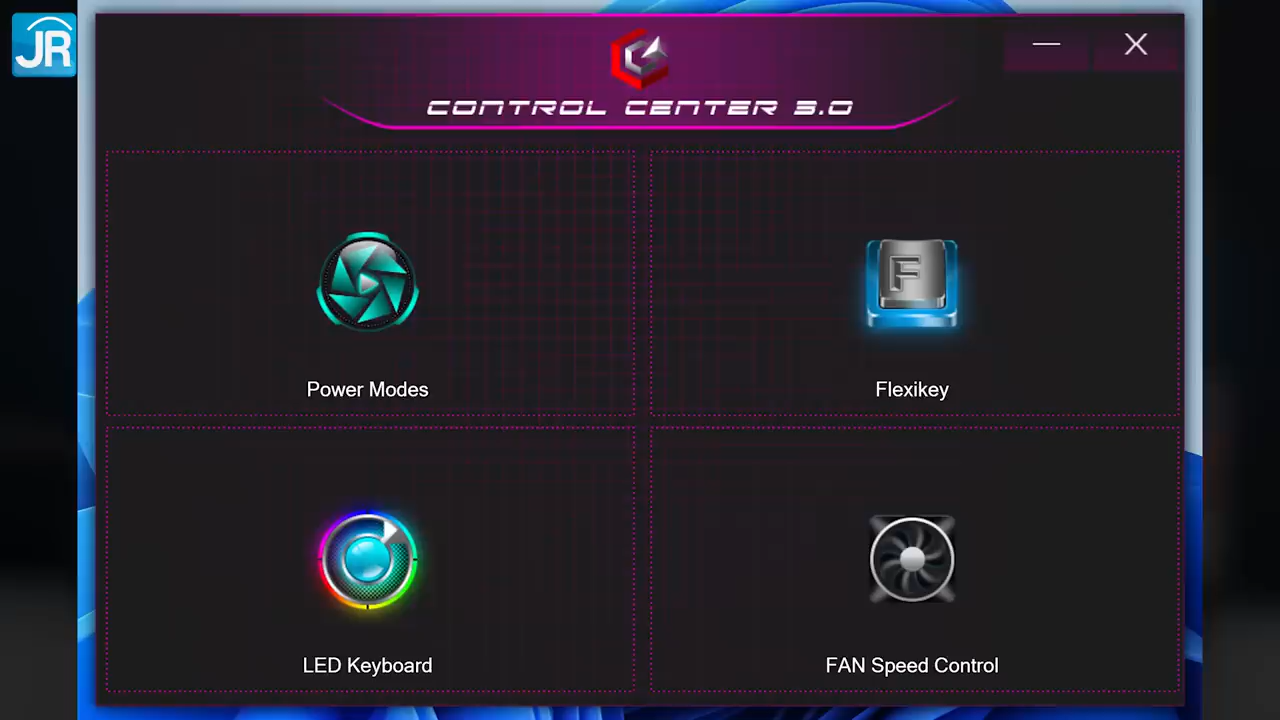 JR
CONTROL CENTER 3.0
Power Modes
F
Flexikey
LED Keyboard
FAN Speed Control